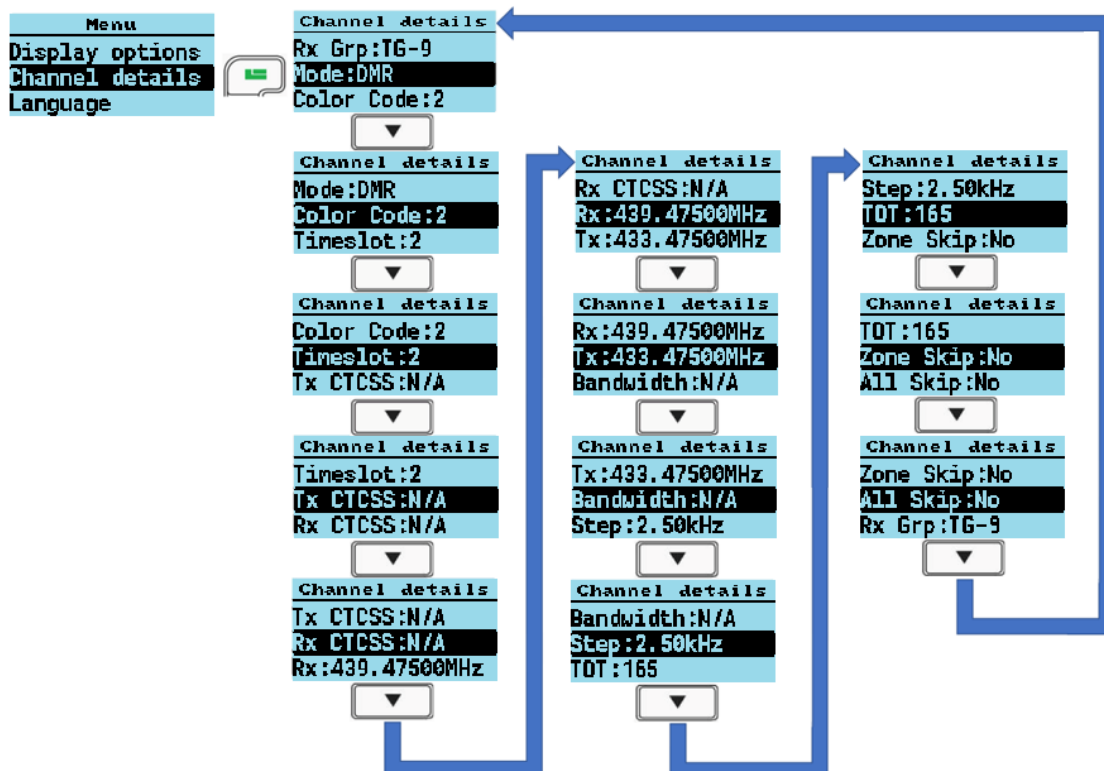 Menu
Display options
Channel details
Language
Channel details
Rx Grp:TG-9
Mode:DMR
Color Code:2
Channel details
Mode:DMR
Color Code:2
Timeslot:2
Channel details
Color Code:2
Timeslot:2
Tx CTCSS:N/A
Channel details
Timeslot:2
Tx CTCSS:N/A
Rx CTCSS:N/A
Channel details
Tx CTCSS:N/A
Rx CTCSS:N/A
Rx:439.47500MHz
Channel details
Rx CTCSS:N/A
Rx:439.47500MHz
Tx:433.47500MHz
Channel details
Rx:439.47500MHz
Tx:433.47500MHz
Bandwidth:N/A
Channel details
Tx:433.47500MHz
Bandwidth:N/A
Step:2.50kHz
Channel details
Bandwidth:N/A
Step:2.50kHz
TOT:165
Channel details
Step:2.50kHz
TOT:165
Zone Skip:No
Channel details
TOT:165
Zone Skip:No
All Skip:No
Channel details
Zone Skip:No
All Skip:No
Rx Grp:TG-9